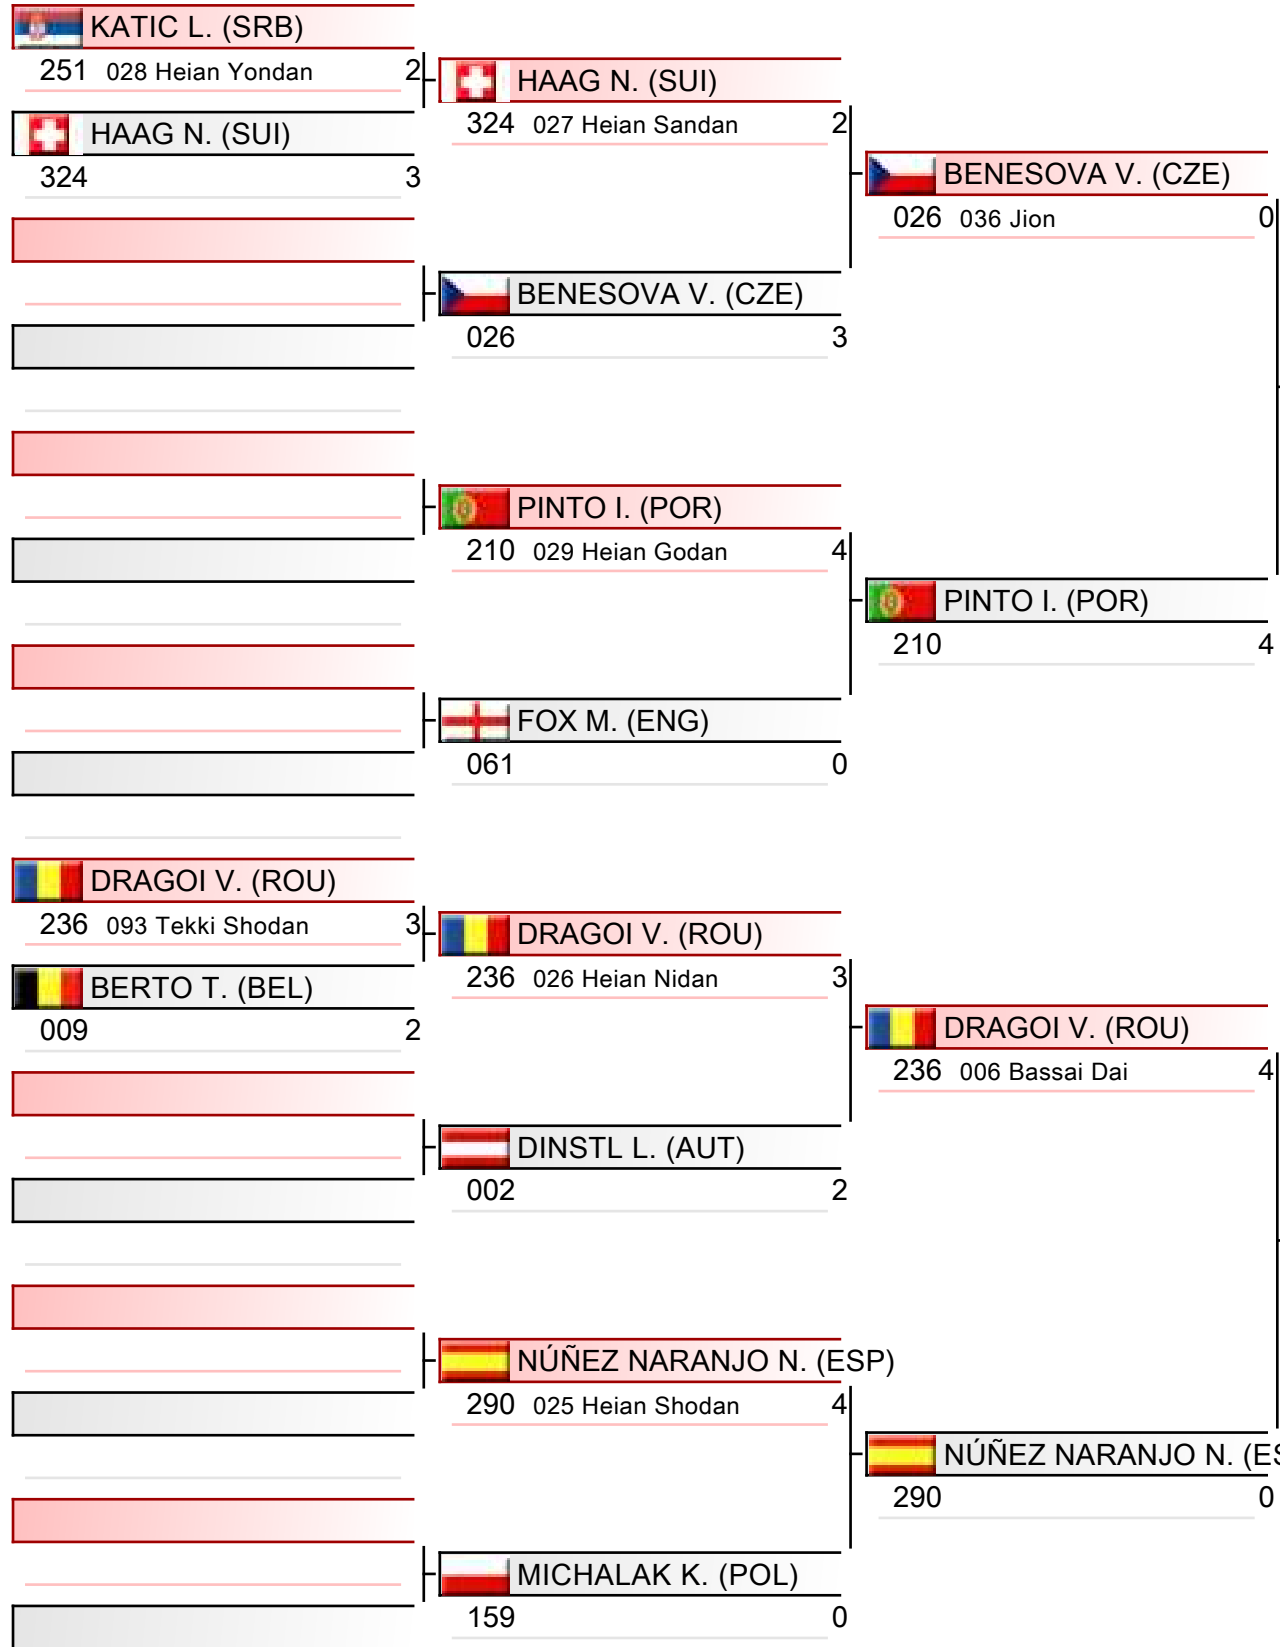 KATIC L. (SRB)
251 028 Heian Yondan 2
HAAG N. (SUI)
324 3
DRAGOI V. (ROU)
236 093 Tekki Shodan 3
BERTO T. (BEL)
009 2
HAAG N. (SUI)
324 027 Heian Sandan 2
BENESOVA V. (CZE)
026 3
PINTO I. (POR)
210 029 Heian Godan 4
FOX M. (ENG)
061 0
DRAGOI V. (ROU)
236 026 Heian Nidan 3
DINSTL L. (AUT)
002 2
NÚÑEZ NARANJO N. (ESP)
290 025 Heian Shodan 4
MICHALAK K. (POL)
159 0
BENESOVA V. (CZE)
026 036 Jion 0
PINTO I. (POR)
210 4
DRAGOI V. (ROU)
236 006 Bassai Dai 4
NÚÑEZ NARANJO N. (ES
290 0